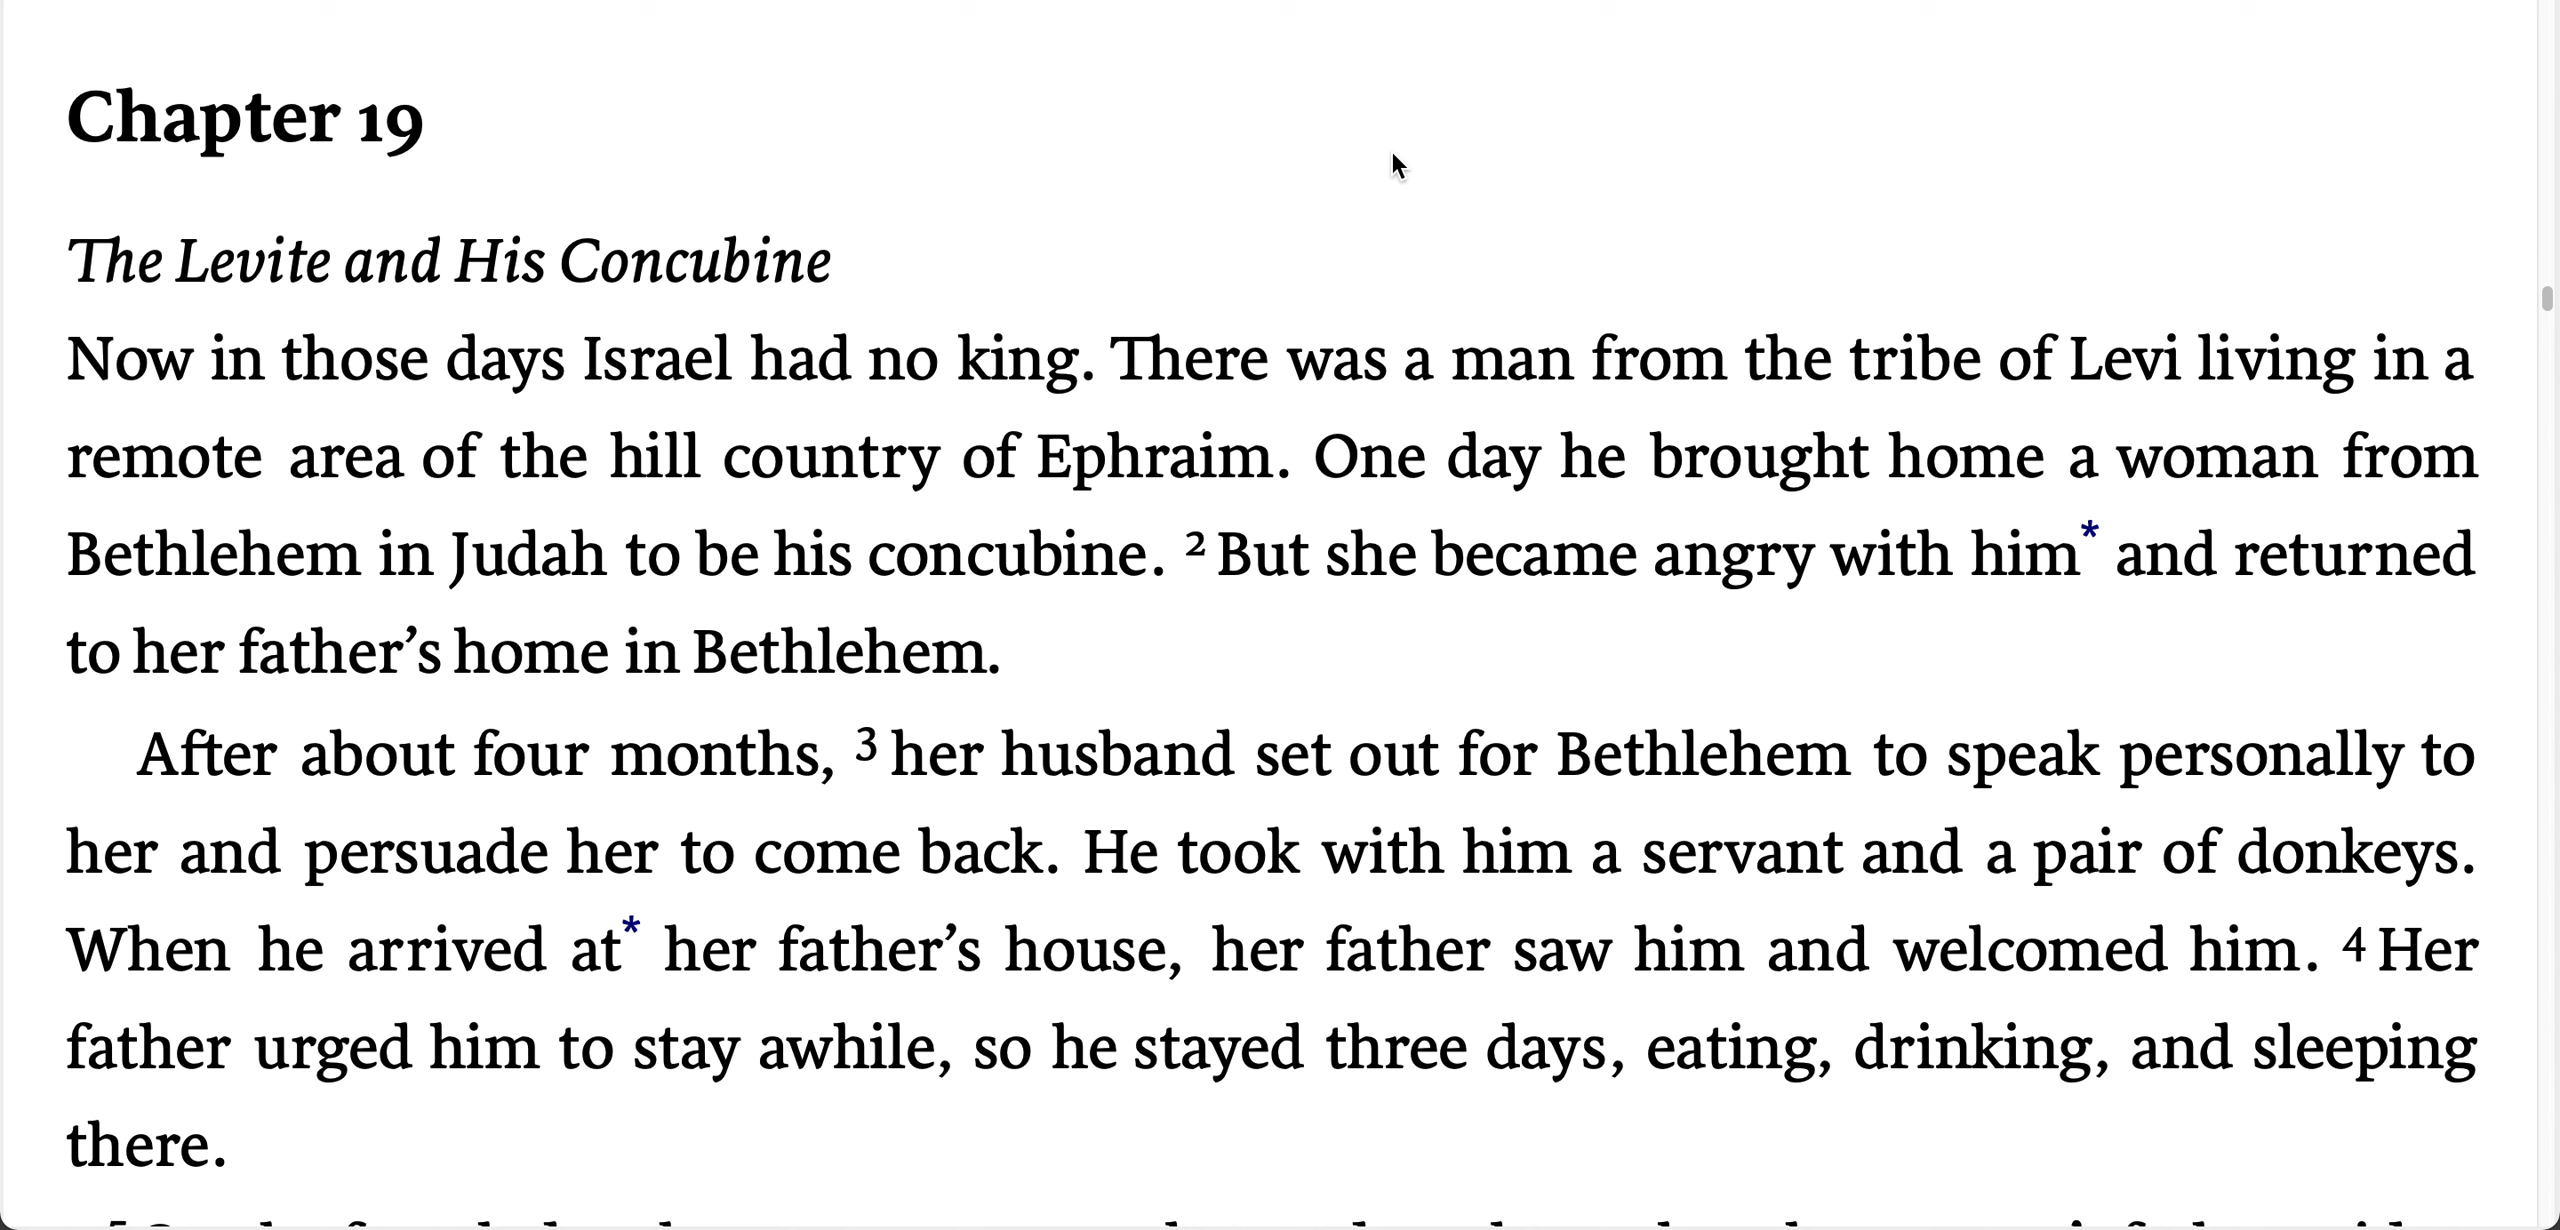 Chapter 19
The Levite and His Concubine
Now in those days Israel had no king. There was a man from the tribe of Levi living in a
remote area of the hill country of Ephraim. One day he brought home a woman from
Bethlehem in Judah to be his concubine. 2 But she became angry with him* and returned
to her father’s home in Bethlehem.
After about four months, 3 her husband set out for Bethlehem to speak personally to
her and persuade her to come back. He took with him a servant and a pair of donkeys.
When he arrived at* her father’s house, her father saw him and welcomed him. 4 Her
father urged him to stay awhile, so he stayed three days, eating, drinking, and sleeping
there.